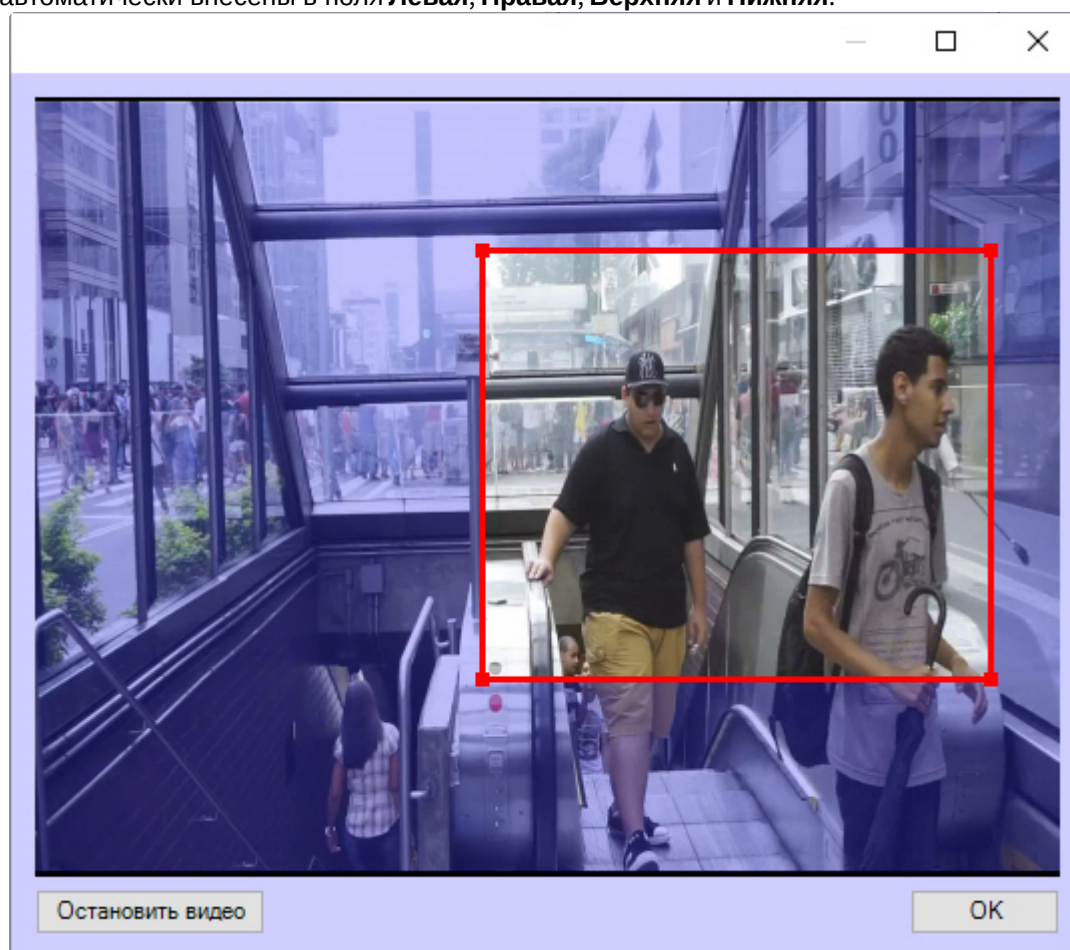 автоматически внесены в поля Левая, Правая, Верхняя и Нижняя.
Остановить видео
OK